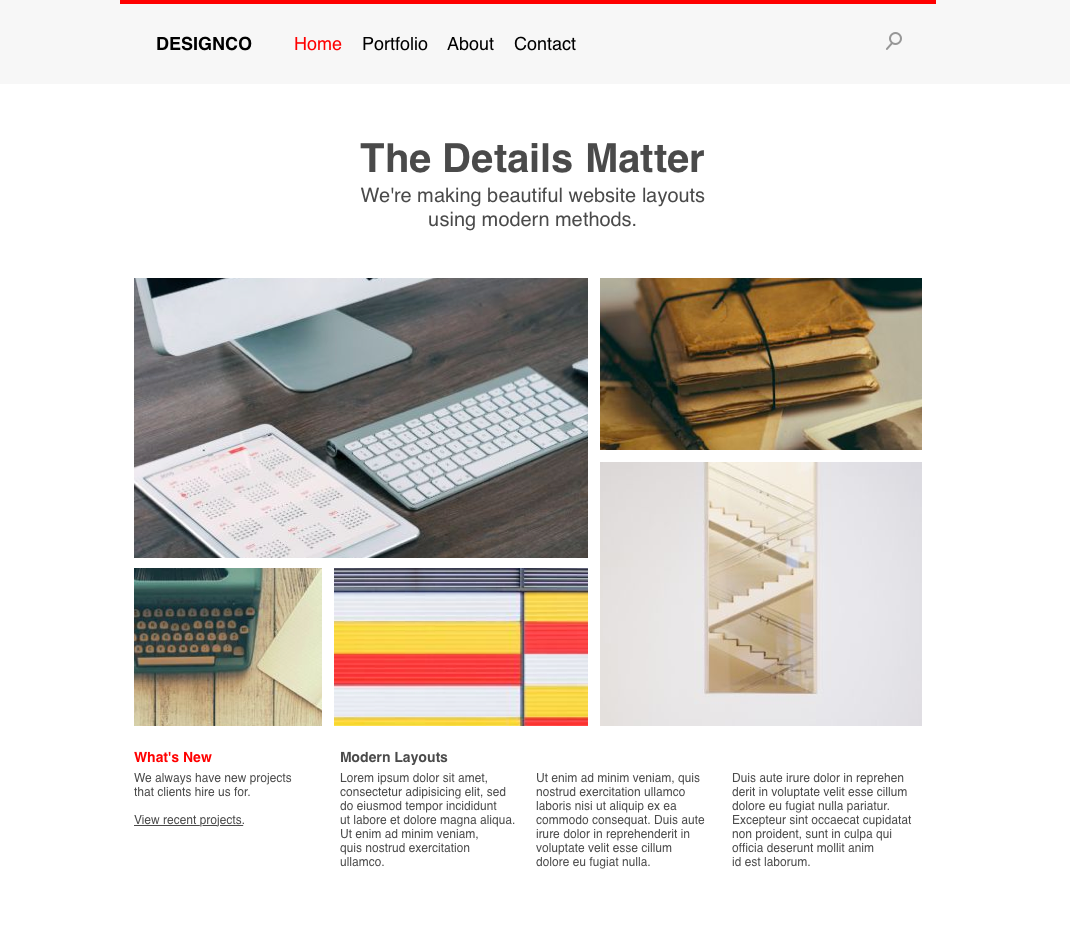 DESIGNCO Home Portfolio About Contact
The Details Matter
We're making beautiful website layouts
using modern methods.
What's New
We always have new projects
that clients hire us for.
View recent projects.
Modern Layouts
Lorem ipsum dolor sit amet,
consectetur adipisicing elit, sed
do eiusmod tempor incididunt
ut labore et dolore magna aliqua.
Ut enim ad minim veniam,
quis nostrud exercitation
ullamco.
Ut enim ad minim veniam, quis
nostrud exercitation ullamco
laboris nisi ut aliquip ex ea
commodo consequat. Duis aute
irure dolor in reprehenderit in
voluptate velit esse cillum
dolore eu fugiat nulla.
Duis aute irure dolor in reprehen
derit in voluptate velit esse cillum
dolore eu fugiat nulla pariatur.
Excepteur sint occaecat cupidatat
non proident, sunt in culpa qui
officia deserunt mollit anim
id est laborum.